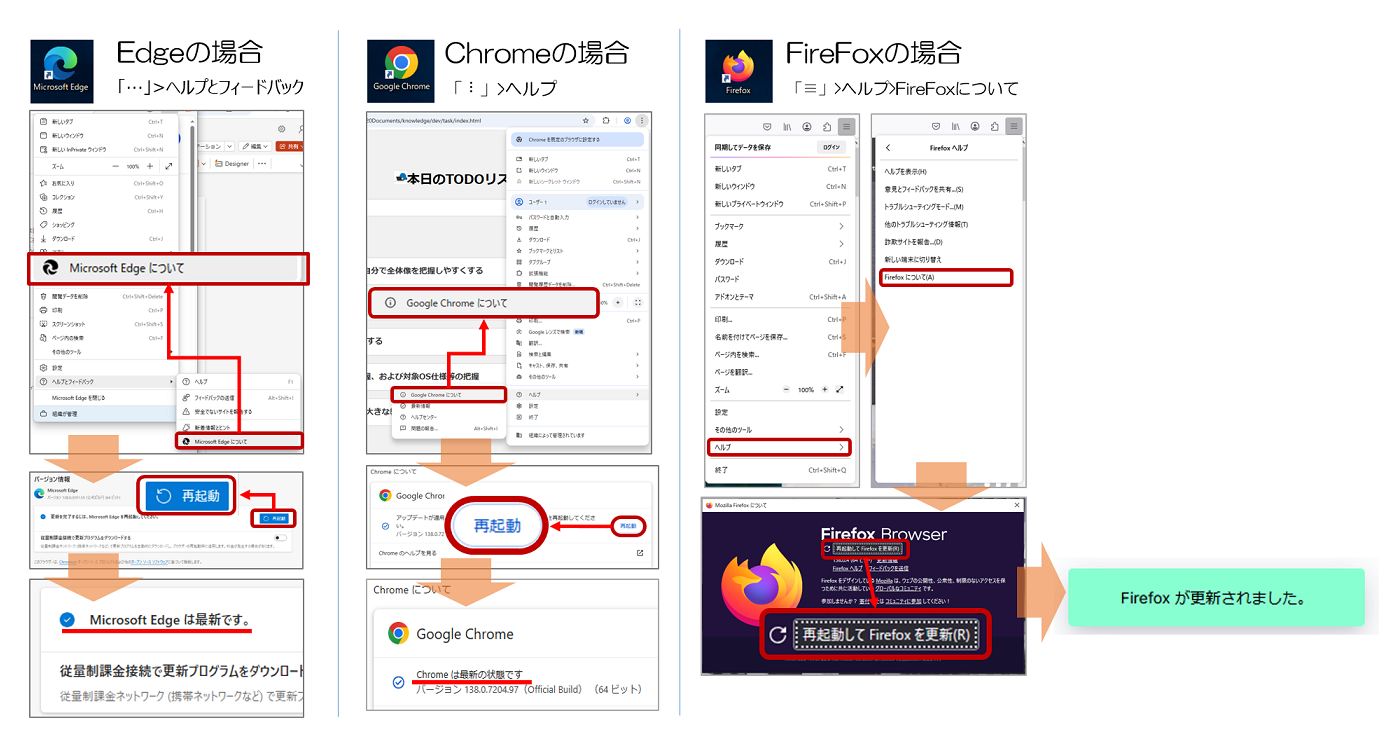 Microsoft Edge
Edgeの場合
「…」>ヘルプとフィードバック
新しいタブ Ctrl+T
新しいウィンドウ Ctrl+N
新しい InPrivate ウィンドウ Ctrl+Shift+N
ズーム 100%
お気に入り Ctrl+Shift+O
コレクション Ctrl+Shift+Y
履歴 Ctrl+H
ショッピング
ダウンロード Ctrl+J
編集
共有
Designer
Microsoft Edge について
閲覧データを削除 Ctrl+Shift+Delete
印刷 Ctrl+P
スクリーンショット Ctrl+Shift+S
ページ内の検索 Ctrl+F
その他のツール
設定
ヘルプとフィードバック
Microsoft Edge を閉じる
組織が管理
ヘルプ F1
フィードバックの送信 Alt+Shift+I
安全でないサイトを報告する
新着情報とヒント
Microsoft Edge について
バージョン情報
Microsoft Edge
再起動
更新を完了するには、Microsoft Edge を再起動してください。
再起動
従量制課金接続で更新プログラムをダウンロードする
Microsoft Edge は最新です。
従量制課金接続で更新プログラムをダウンロード
従量制課金ネットワーク (携帯ネットワークなど) で更新プ
Google Chrome
Chromeの場合
「⋮」>ヘルプ
20Documents/knowledge/dev/task/index.html
本日のTODOリス
自分で全体像を把握しやすくする
Chrome を既定のブラウザに設定する
新しいタブ Ctrl+T
新しいウィンドウ Ctrl+N
新しいシークレット ウィンドウ Ctrl+Shift+N
ユーザー 1 ログインしていません
パスワードと自動入力
履歴
ダウンロード Ctrl+J
ブックマークとリスト
タブグループ
拡張機能
閲覧履歴データを削除... Ctrl+Shift+Delete
Google Chrome について
印刷... Ctrl+P
Google レンズで検索 新規
翻訳...
検索と編集
キャスト、保存、共有
その他のツール
ヘルプ
設定
終了
組織によって管理されています
する
握、および対象OS仕様等の把握
大きな
Google Chrome について
最新情報
ヘルプセンター
問題の報告... Alt+Shift+I
Chrome について
Google Chror
アップデートが適用
を再起動してくださ
い。
バージョン 138.0.7
再起動
再起動
Chrome のヘルプを見る
Chrome について
Google Chrome
Chrome は最新の状態です
バージョン 138.0.7204.97（Official Build） （64 ビット）
Firefox
FireFoxの場合
「≡」>ヘルプ>FireFoxについて
同期してデータを保存 ログイン
新しいタブ Ctrl+T
新しいウィンドウ Ctrl+N
新しいプライベートウィンドウ Ctrl+Shift+P
ブックマーク
履歴
ダウンロード Ctrl+J
パスワード
アドオンとテーマ Ctrl+Shift+A
印刷... Ctrl+P
名前を付けてページを保存... Ctrl+S
ページ内を検索... Ctrl+F
ページを翻訳...
ズーム 100%
設定
その他のツール
ヘルプ
終了 Ctrl+Shift+Q
Firefox ヘルプ
ヘルプを表示(H)
意見とフィードバックを共有...(S)
トラブルシューティングモード...(M)
他のトラブルシューティング情報(T)
詐欺サイトを報告...(D)
新しい端末に切り替え
Firefox について(A)
Mozilla Firefox について
Firefox Browser
再起動して Firefox を更新(R)
Firefox ヘルプ フィードバックを送信
Firefox をデザインしている Mozilla は、ウェブの公開性、公衆性、制限のないアクセスを保
つために共に活動しているグローバルなコミュニティです。
参加しませんか？ 寄付またはコミュニティに参加してください！
再起動して Firefox を更新(R)
Firefox が更新されました。